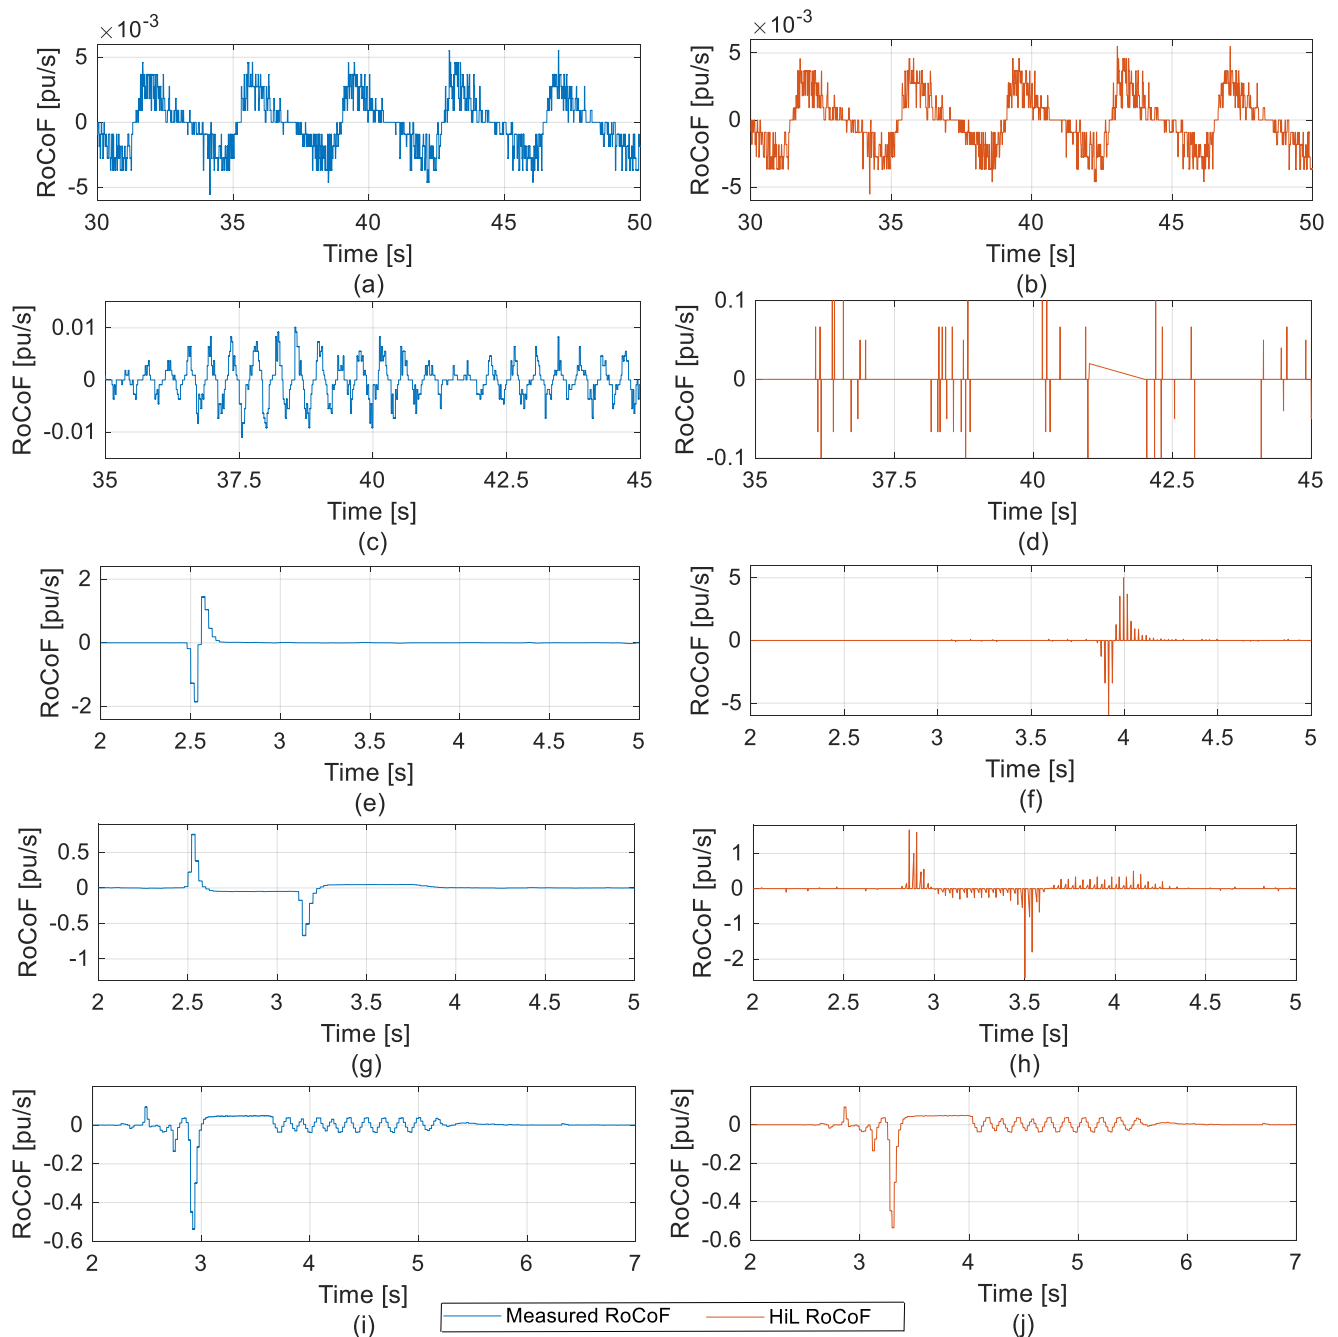 ×10⁻³
RoCoF [pu/s]
5
0
-5
30 35 40 45 50
Time [s]
(a)
×10⁻³
RoCoF [pu/s]
5
0
-5
30 35 40 45 50
Time [s]
(b)
RoCoF [pu/s]
0.01
0
-0.01
35 37.5 40 42.5 45
Time [s]
(c)
RoCoF [pu/s]
0.1
0
-0.1
35 37.5 40 42.5 45
Time [s]
(d)
RoCoF [pu/s]
2
0
-2
2 2.5 3 3.5 4 4.5 5
Time [s]
(e)
RoCoF [pu/s]
5
0
-5
2 2.5 3 3.5 4 4.5 5
Time [s]
(f)
RoCoF [pu/s]
0.5
0
-0.5
-1
2 2.5 3 3.5 4 4.5 5
Time [s]
(g)
RoCoF [pu/s]
1
0
-1
-2
2 2.5 3 3.5 4 4.5 5
Time [s]
(h)
RoCoF [pu/s]
0
-0.2
-0.4
-0.6
2 3 4 5 6 7
Time [s]
(i)
RoCoF [pu/s]
0
-0.2
-0.4
-0.6
2 3 4 5 6 7
Time [s]
(j)
Measured RoCoF HiL RoCoF